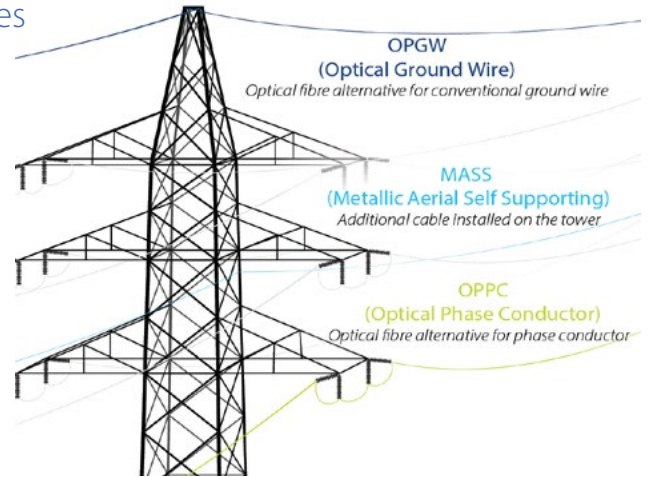 es
OPGW
(Optical Ground Wire)
Optical fibre alternative for conventional ground wire
MASS
(Metallic Aerial Self Supporting)
Additional cable installed on the tower
OPPC
(Optical Phase Conductor)
Optical fibre alternative for phase conductor